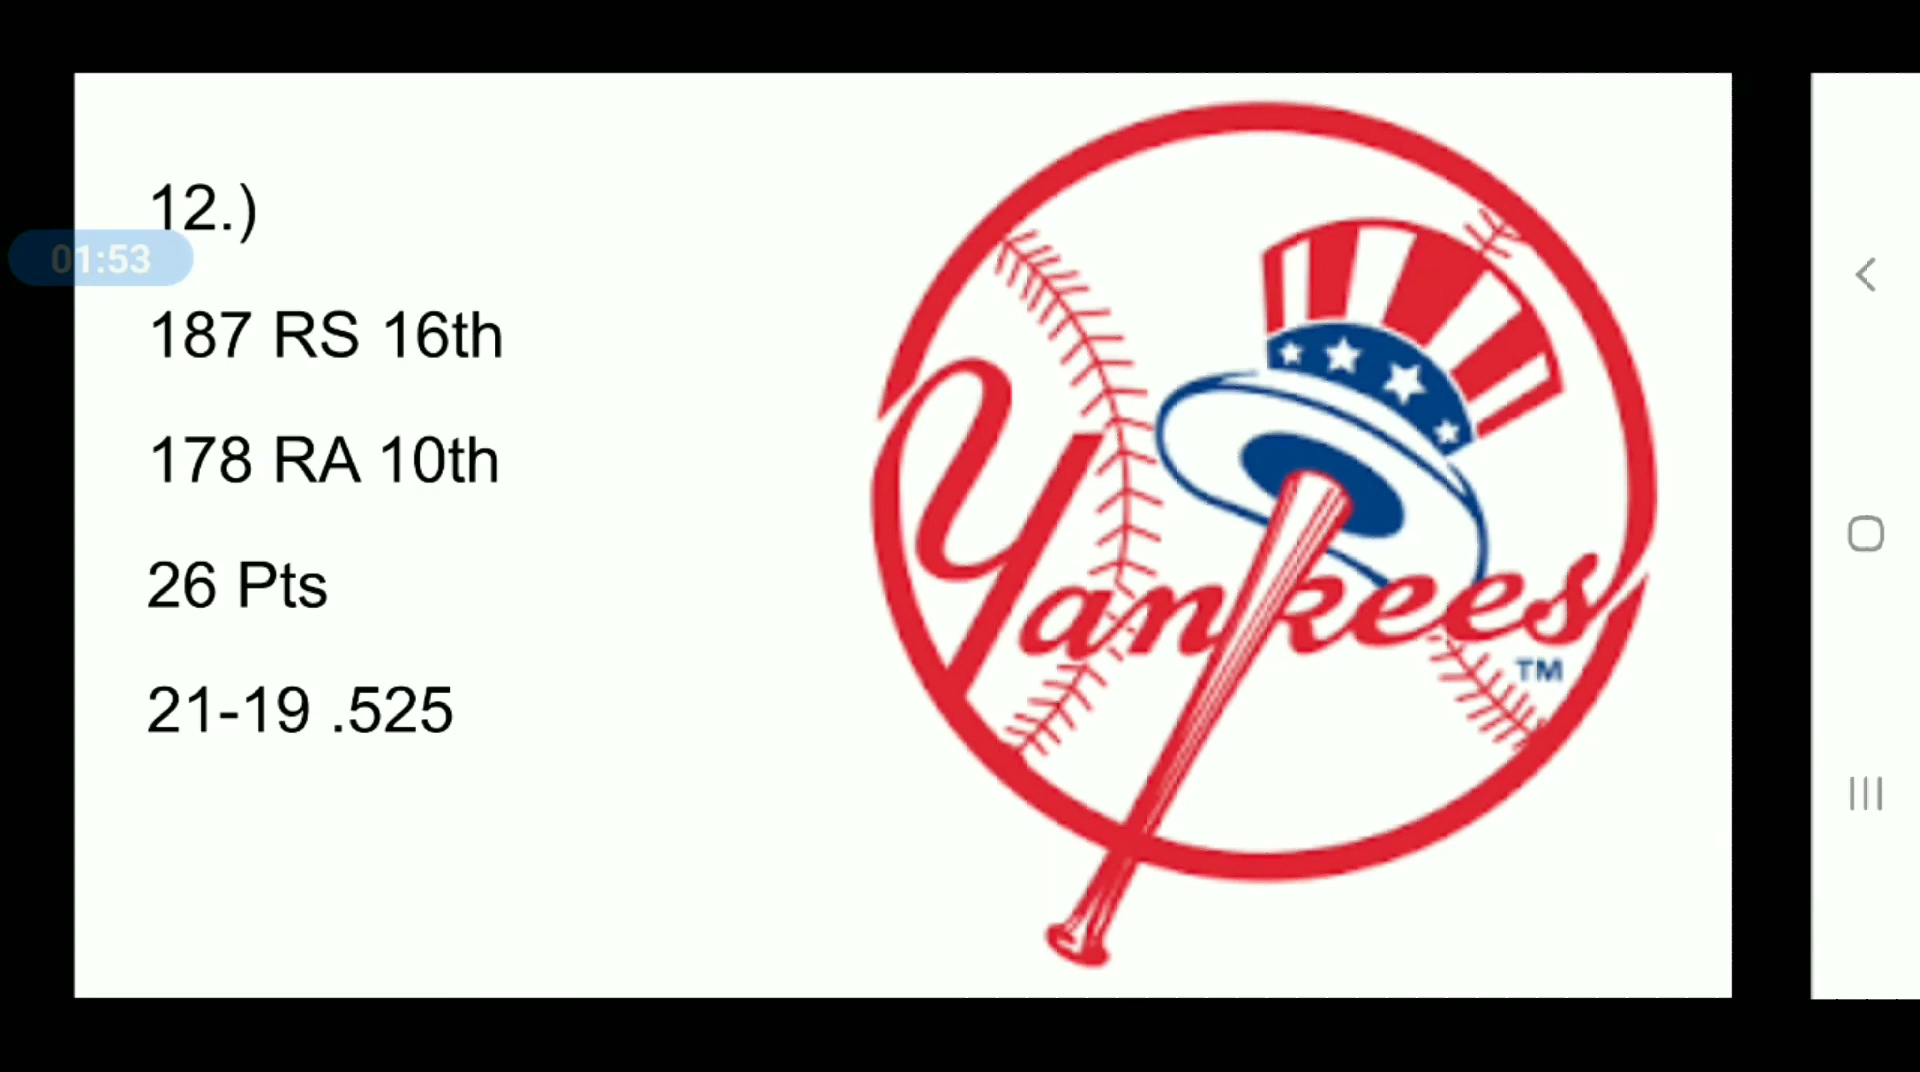 12.)
01:53
187 RS 16th
178 RA 10th
26 Pts
21-19 .525
Yankees
TM